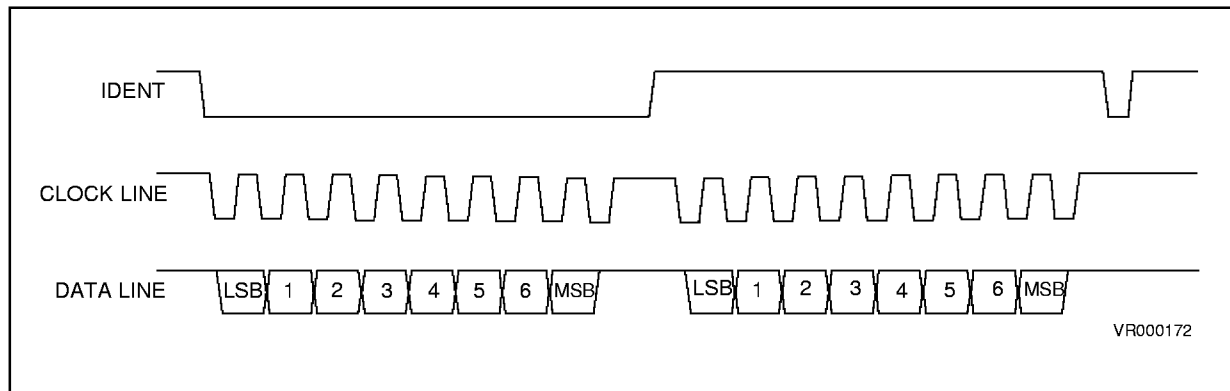 IDENT
CLOCK LINE
DATA LINE LSB 1 2 3 4 5 6 MSB LSB 1 2 3 4 5 6 MSB
VR000172